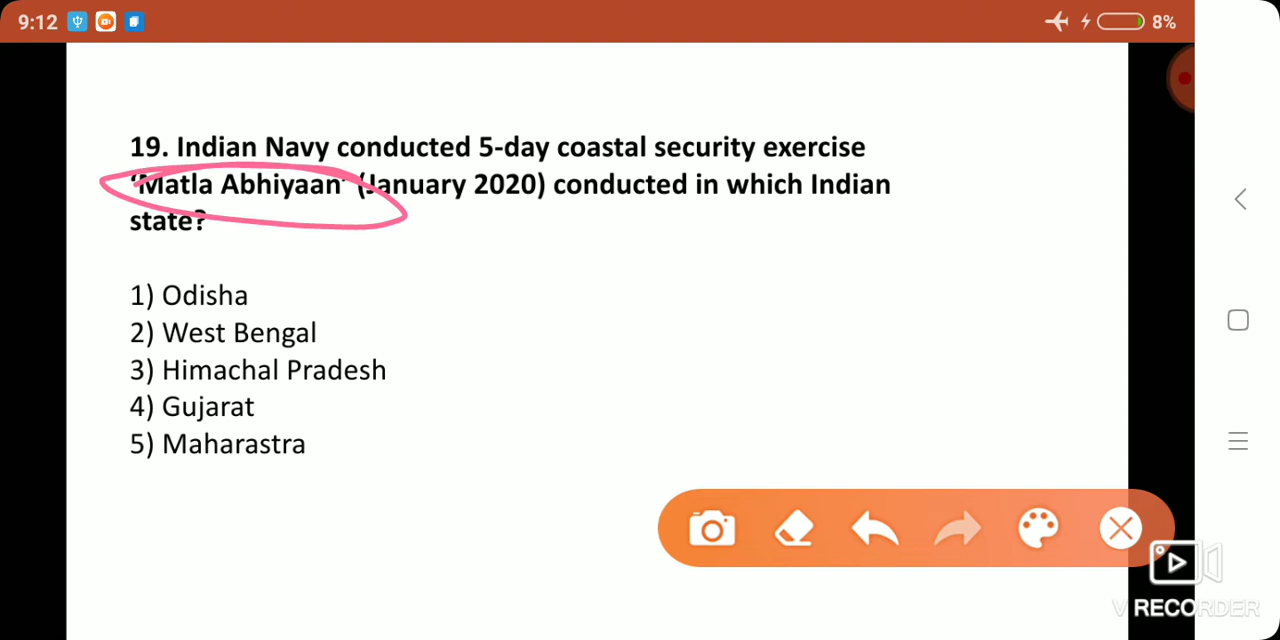 9:12
8%
19. Indian Navy conducted 5-day coastal security exercise
‘Matla Abhiyaan’ (January 2020) conducted in which Indian
state?
1) Odisha
2) West Bengal
3) Himachal Pradesh
4) Gujarat
5) Maharastra
V RECORDER